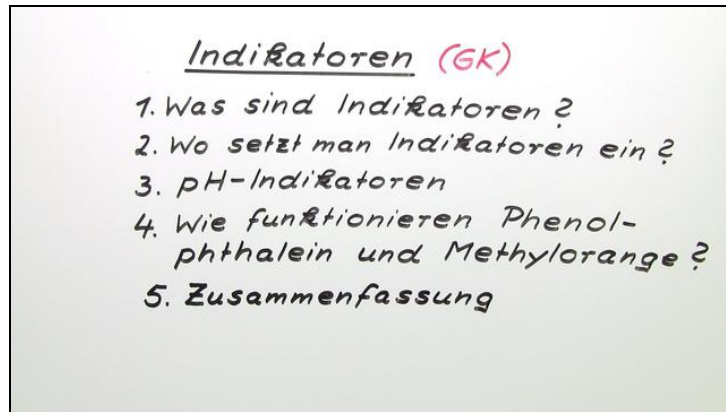 Indikatoren (GK)
1. Was sind Indikatoren?
2. Wo setzt man Indikatoren ein?
3. pH-Indikatoren
4. Wie funktionieren Phenol-
phthalein und Methylorange?
5. Zusammenfassung